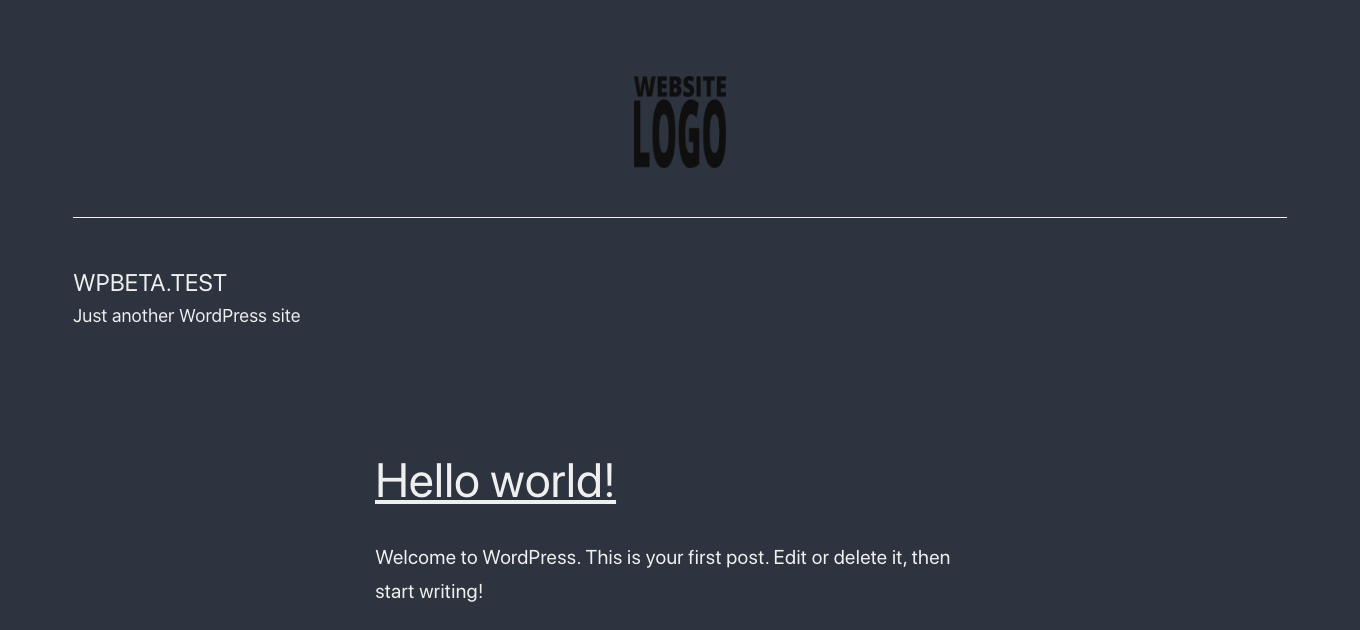 WEBSITE
LOGO
WPBETA.TEST
Just another WordPress site
Hello world!
Welcome to WordPress. This is your first post. Edit or delete it, then
start writing!